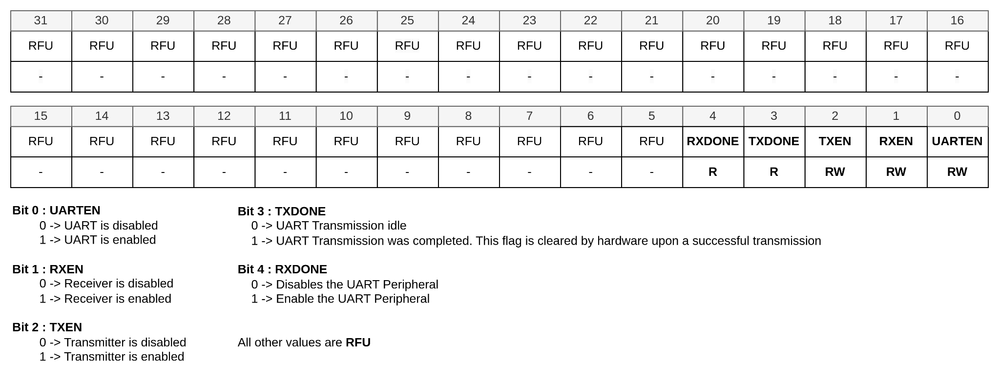 31 30 29 28 27 26 25 24 23 22 21 20 19 18 17 16
RFU RFU RFU RFU RFU RFU RFU RFU RFU RFU RFU RFU RFU RFU RFU RFU
- - - - - - - - - - - - - - - -
15 14 13 12 11 10 9 8 7 6 5 4 3 2 1 0
RFU RFU RFU RFU RFU RFU RFU RFU RFU RFU RFU RXDONE TXDONE TXEN RXEN UARTEN
- - - - - - - - - - - R R RW RW RW
Bit 0 : UARTEN
0 -> UART is disabled
1 -> UART is enabled
Bit 1 : RXEN
0 -> Receiver is disabled
1 -> Receiver is enabled
Bit 2 : TXEN
0 -> Transmitter is disabled
1 -> Transmitter is enabled
Bit 3 : TXDONE
0 -> UART Transmission idle
1 -> UART Transmission was completed. This flag is cleared by hardware upon a successful transmission
Bit 4 : RXDONE
0 -> Disables the UART Peripheral
1 -> Enable the UART Peripheral
All other values are RFU